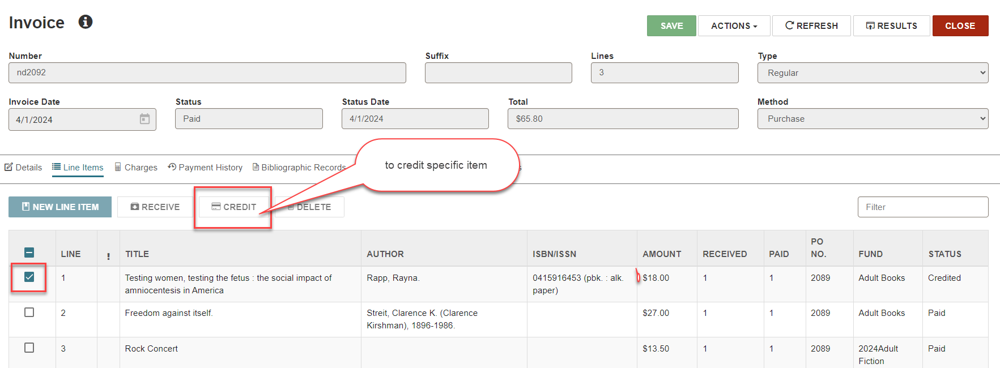 Invoice
SAVE
ACTIONS
REFRESH
RESULTS
CLOSE
Number
Suffix
Lines
Type
nd2092
3
Regular
Invoice Date
Status
Status Date
Total
Method
4/1/2024
Paid
4/1/2024
$65.80
Purchase
Details
Line Items
Charges
Payment History
Bibliographic Records
to credit specific item
NEW LINE ITEM
RECEIVE
CREDIT
DELETE
Filter
LINE
!
TITLE
AUTHOR
ISBN/ISSN
AMOUNT
RECEIVED
PAID
PO
NO.
FUND
STATUS
1
Testing women, testing the fetus : the social impact of
amniocentesis in America
Rapp, Rayna.
0415916453 (pbk. : alk.
paper)
$18.00
1
1
2089
Adult Books
Credited
2
Freedom against itself.
Streit, Clarence K. (Clarence
Kirshman), 1896-1986.
$27.00
1
1
2089
Adult Books
Paid
3
Rock Concert
$13.50
1
1
2089
2024Adult
Fiction
Paid